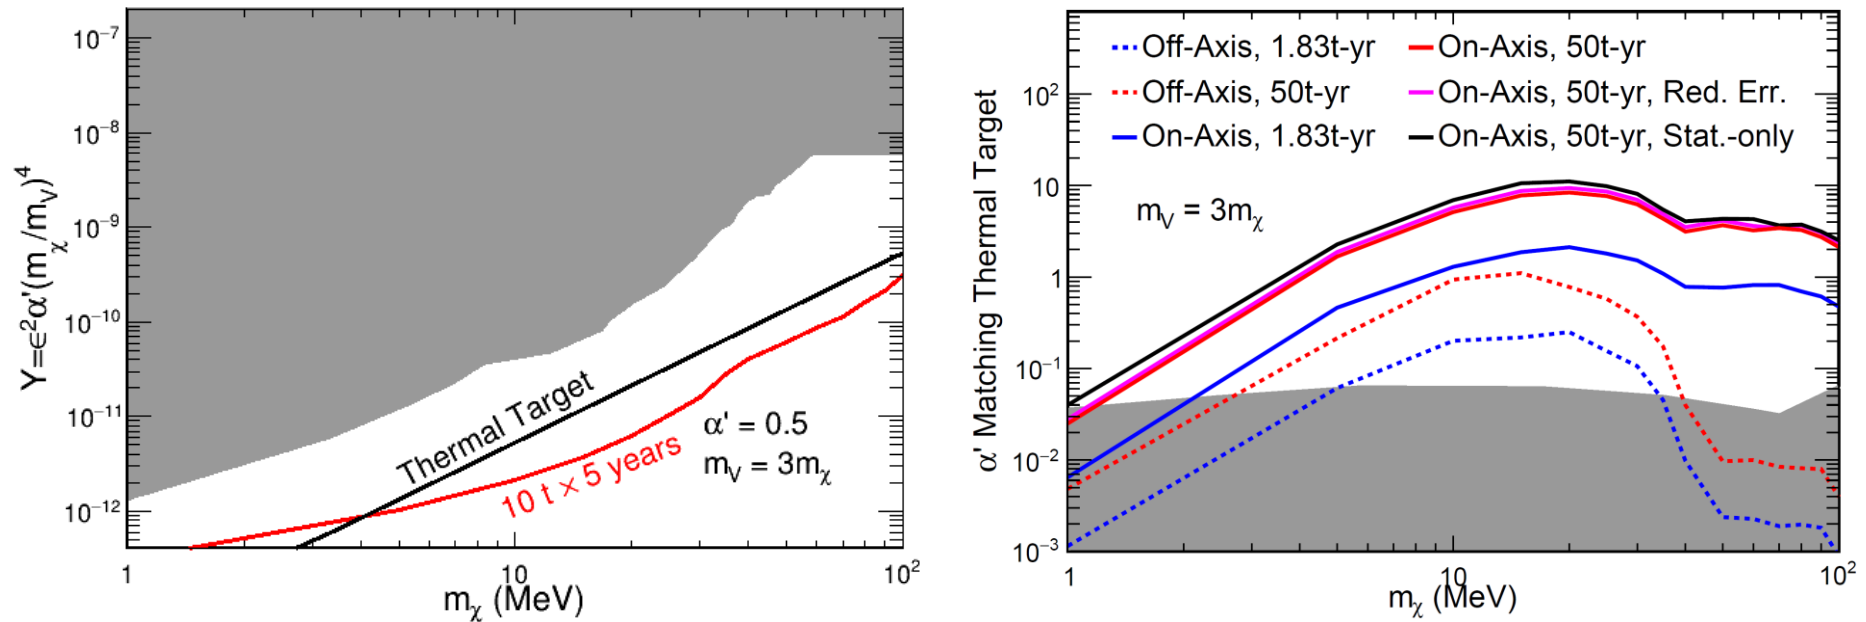 Y=ϵ²α'(m_χ/m_V)⁴
10⁻⁷
10⁻⁸
10⁻⁹
10⁻¹⁰
10⁻¹¹
10⁻¹²
Thermal Target
10 t × 5 years
α' = 0.5
m_V = 3m_χ
1
10
10²
m_χ (MeV)
α' Matching Thermal Target
10²
10
1
10⁻¹
10⁻²
10⁻³
Off-Axis, 1.83t-yr
Off-Axis, 50t-yr
On-Axis, 1.83t-yr
On-Axis, 50t-yr
On-Axis, 50t-yr, Red. Err.
On-Axis, 50t-yr, Stat.-only
m_V = 3m_χ
1
10
10²
m_χ (MeV)